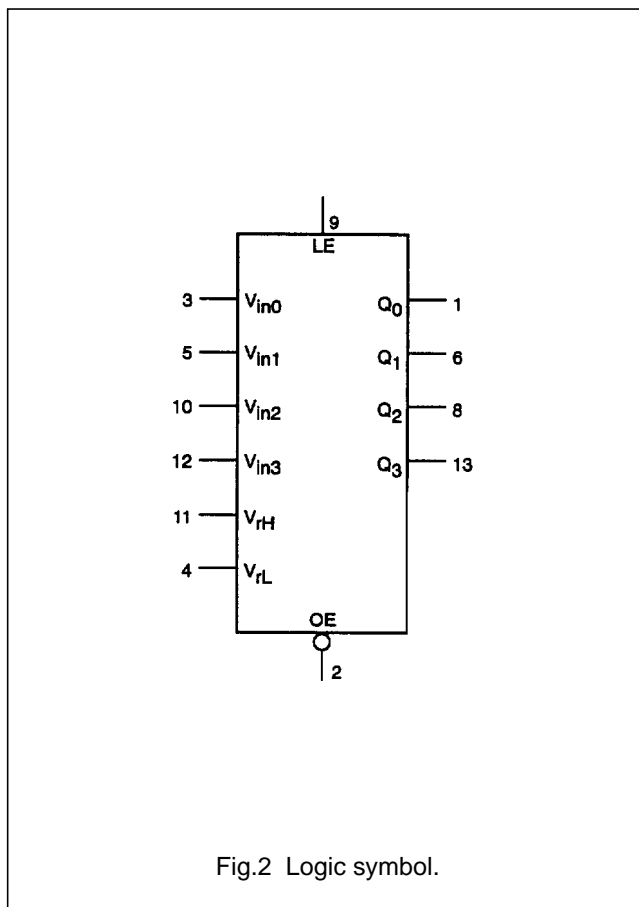 9
LE
3 Vin0 Q0 1
5 Vin1 Q1 6
10 Vin2 Q2 8
12 Vin3 Q3 13
11 VrH
4 VrL
OE
2
Fig.2 Logic symbol.